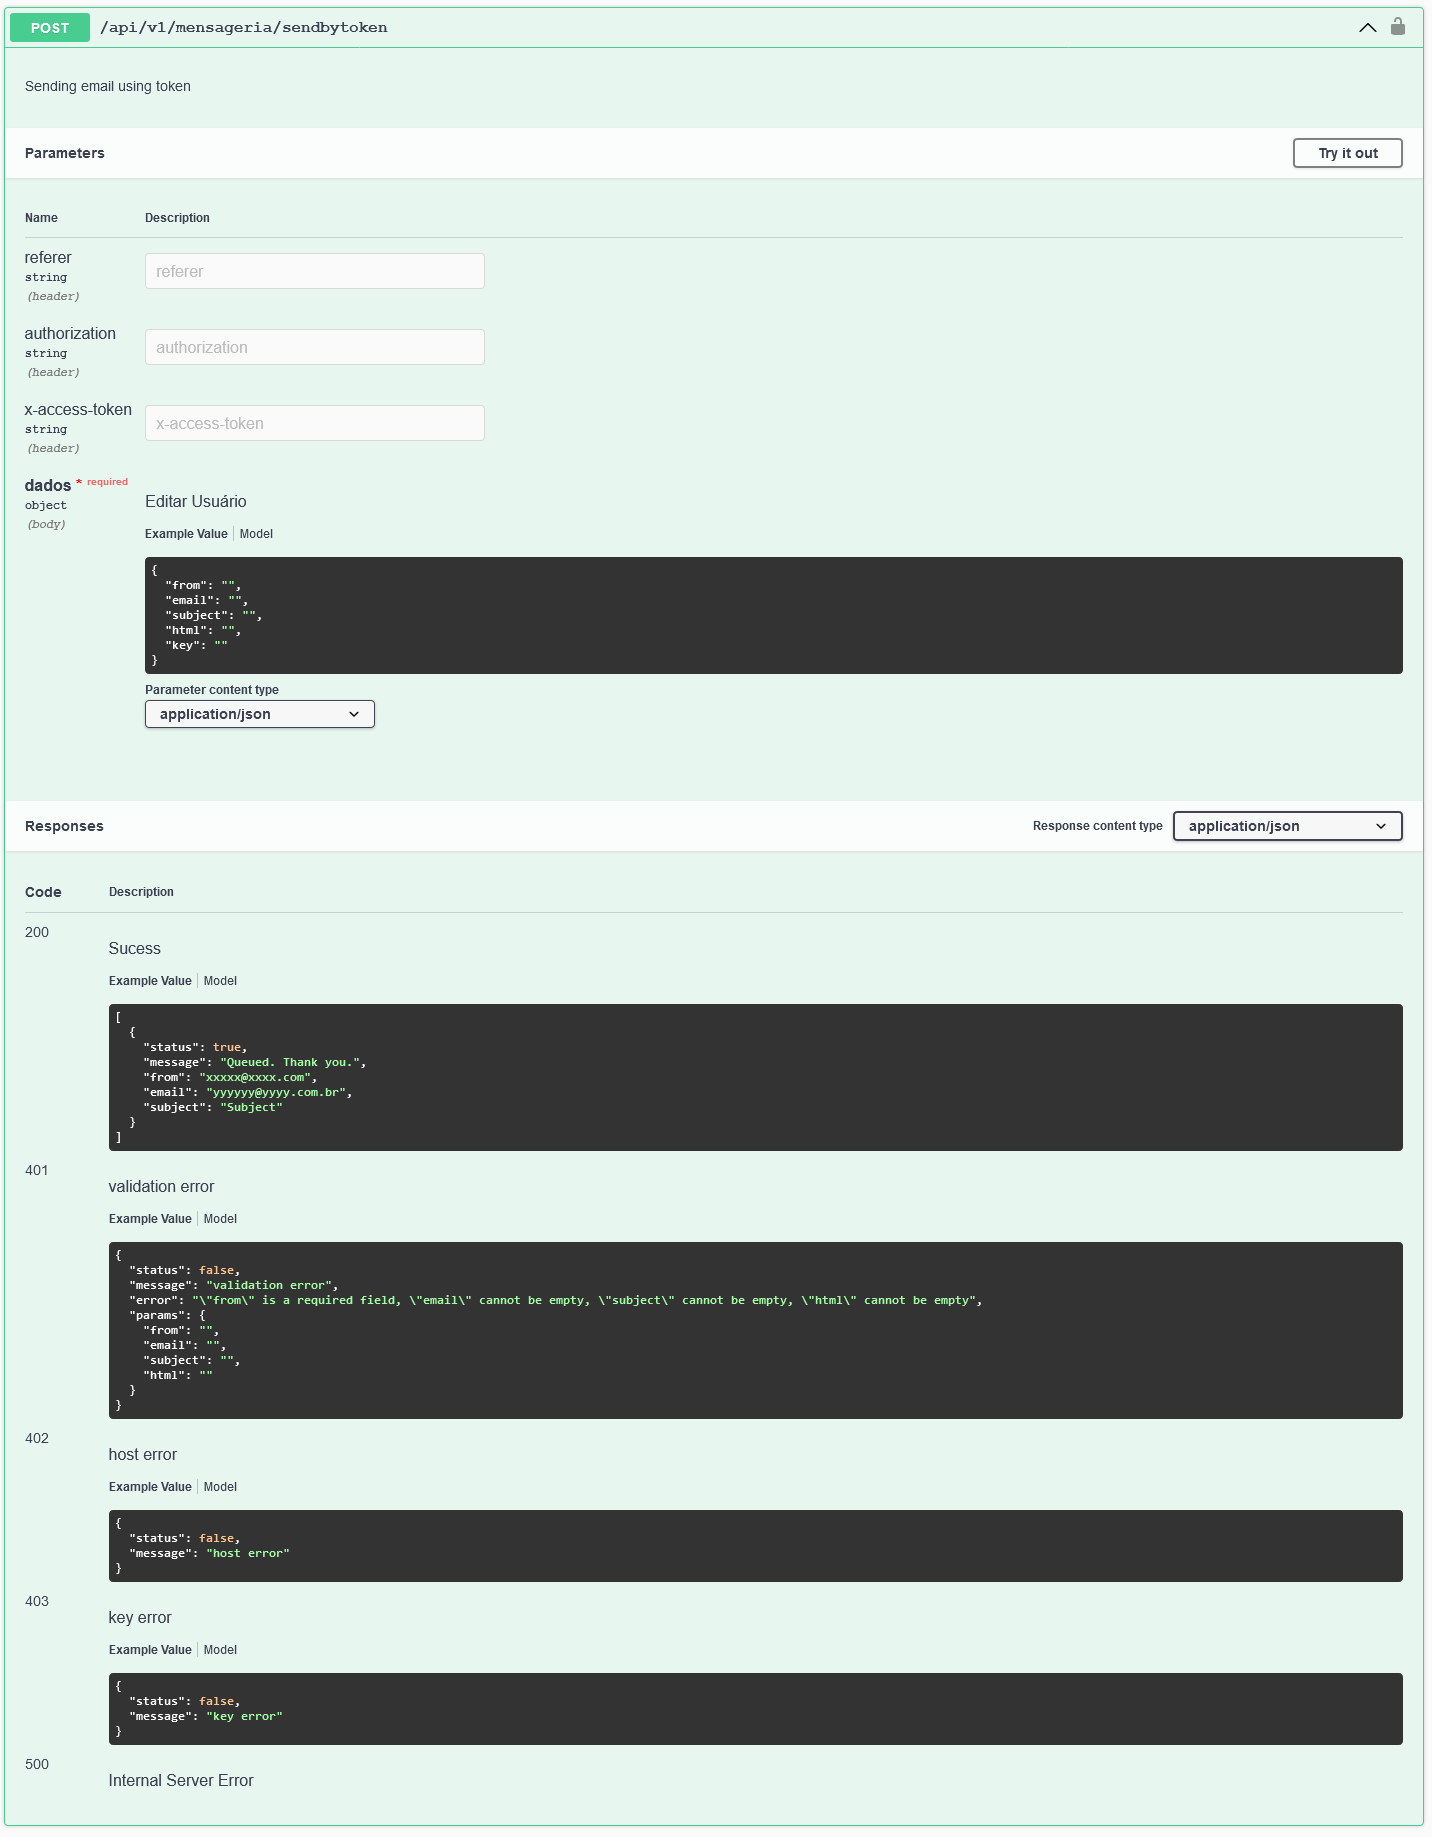 POST /api/v1/mensageria/sendbytoken
Sending email using token
Parameters Try it out
Name Description
referer referer
string
(header)
authorization authorization
string
(header)
x-access-token x-access-token
string
(header)
dados * required
object
(body)
Editar Usuário
Example Value Model
{
"from": "",
"email": "",
"subject": "",
"html": "",
"key": ""
}
Parameter content type
application/json
Responses Response content type application/json
Code Description
200
Sucess
Example Value Model
[
{
"status": true,
"message": "Queued. Thank you.",
"from": "xxxxx@xxxx.com",
"email": "yyyyyy@yyyy.com.br",
"subject": "Subject"
}
]
401
validation error
Example Value Model
{
"status": false,
"message": "validation error",
"error": "\"from\" is a required field, \"email\" cannot be empty, \"subject\" cannot be empty, \"html\" cannot be empty",
"params": {
"from": "",
"email": "",
"subject": "",
"html": ""
}
}
402
host error
Example Value Model
{
"status": false,
"message": "host error"
}
403
key error
Example Value Model
{
"status": false,
"message": "key error"
}
500
Internal Server Error